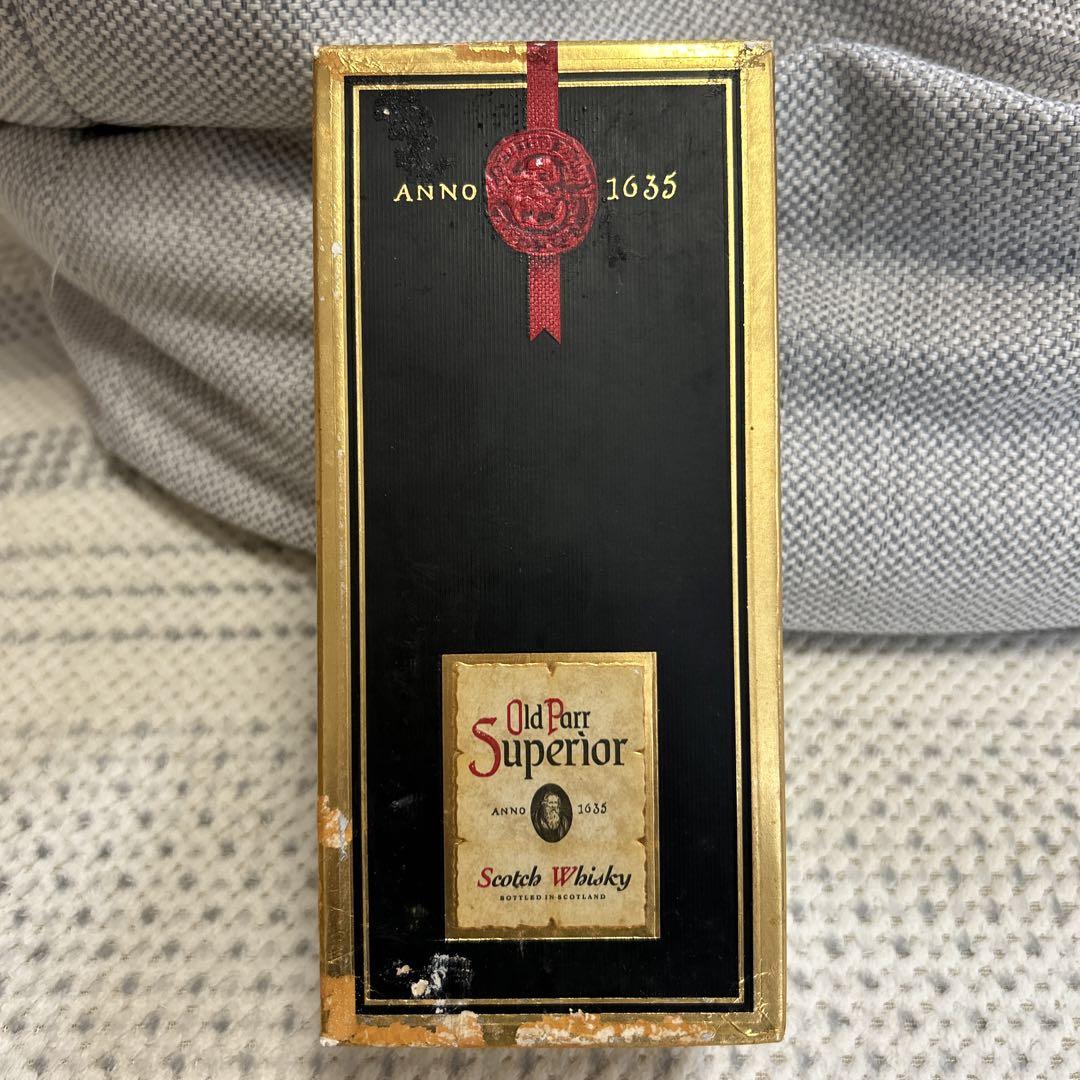 ANNO 1635
Old Parr
Superior
ANNO 1635
Scotch Whisky
BOTTLED IN SCOTLAND